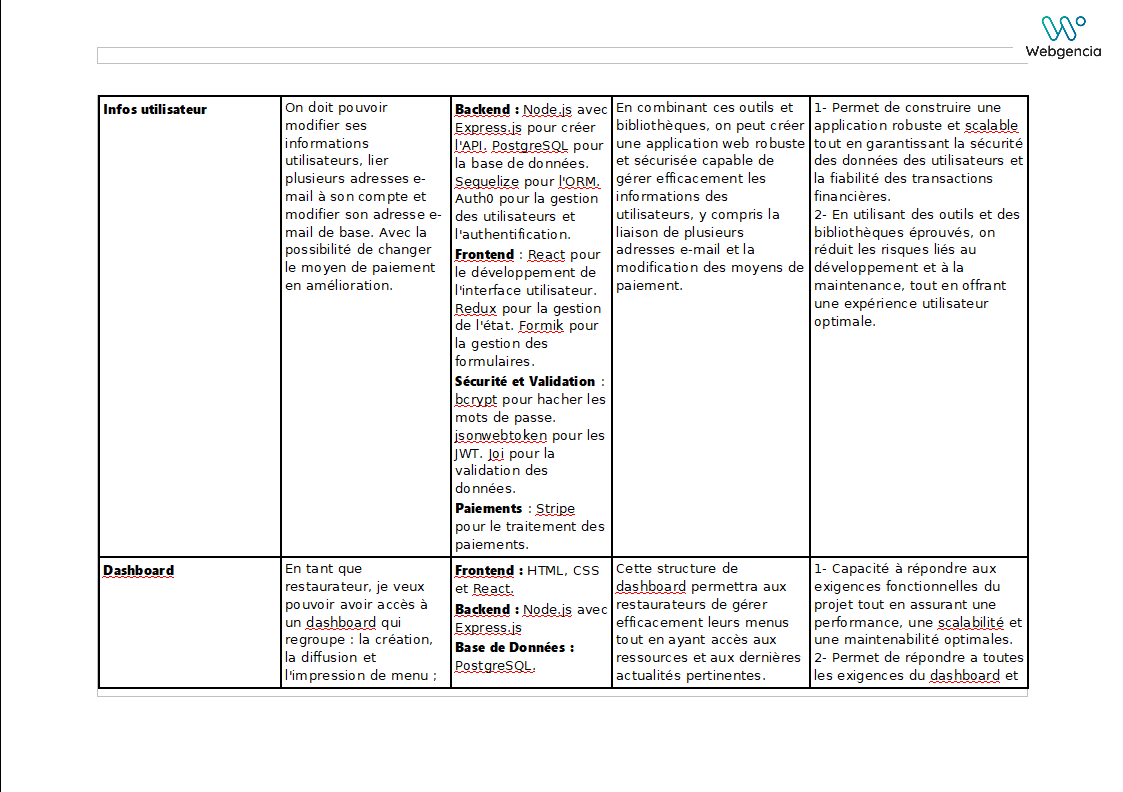 Webgencia
Infos utilisateur
On doit pouvoir
modifier ses
informations
utilisateurs, lier
plusieurs adresses e-
mail à son compte et
modifier son adresse e-
mail de base. Avec la
possibilité de changer
le moyen de paiement
en amélioration.
Backend : Node.js avec
Express.js pour créer
l'API. PostgreSQL pour
la base de données.
Sequelize pour l'ORM.
Auth0 pour la gestion
des utilisateurs et
l'authentification.
Frontend : React pour
le développement de
l'interface utilisateur.
Redux pour la gestion
de l'état. Formik pour
la gestion des
formulaires.
Sécurité et Validation :
bcrypt pour hacher les
mots de passe.
jsonwebtoken pour les
JWT. Joi pour la
validation des
données.
Paiements : Stripe
pour le traitement des
paiements.
En combinant ces outils et
bibliothèques, on peut créer
une application web robuste
et sécurisée capable de
gérer efficacement les
informations des
utilisateurs, y compris la
liaison de plusieurs
adresses e-mail et la
modification des moyens de
paiement.
1- Permet de construire une
application robuste et scalable
tout en garantissant la sécurité
des données des utilisateurs et
la fiabilité des transactions
financières.
2- En utilisant des outils et des
bibliothèques éprouvés, on
réduit les risques liés au
développement et à la
maintenance, tout en offrant
une expérience utilisateur
optimale.
Dashboard
En tant que
restaurateur, je veux
pouvoir avoir accès à
un dashboard qui
regroupe : la création,
la diffusion et
l'impression de menu ;
Frontend : HTML, CSS
et React.
Backend : Node.js avec
Express.js
Base de Données :
PostgreSQL.
Cette structure de
dashboard permettra aux
restaurateurs de gérer
efficacement leurs menus
tout en ayant accès aux
ressources et aux dernières
actualités pertinentes.
1- Capacité à répondre aux
exigences fonctionnelles du
projet tout en assurant une
performance, une scalabilité et
une maintenabilité optimales.
2- Permet de répondre a toutes
les exigences du dashboard et